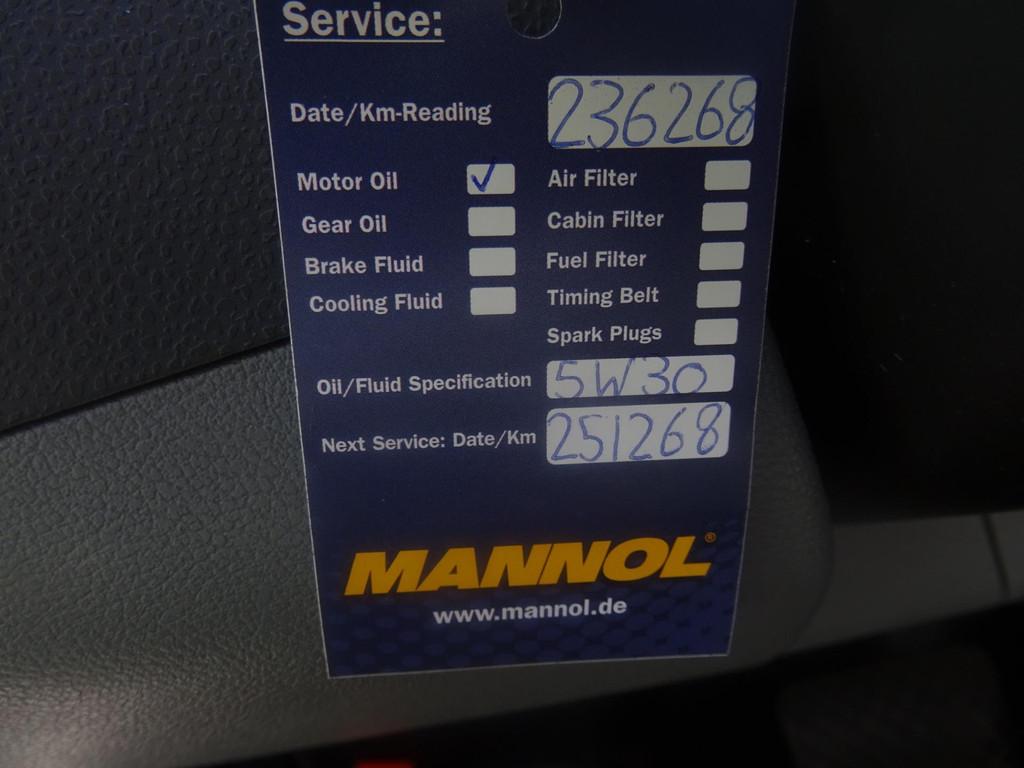 Service:
Date/Km-Reading 236268
Motor Oil ✓ Air Filter
Gear Oil Cabin Filter
Brake Fluid Fuel Filter
Cooling Fluid Timing Belt
Spark Plugs
Oil/Fluid Specification 5W30
Next Service: Date/Km 251268
MANNOL®
www.mannol.de